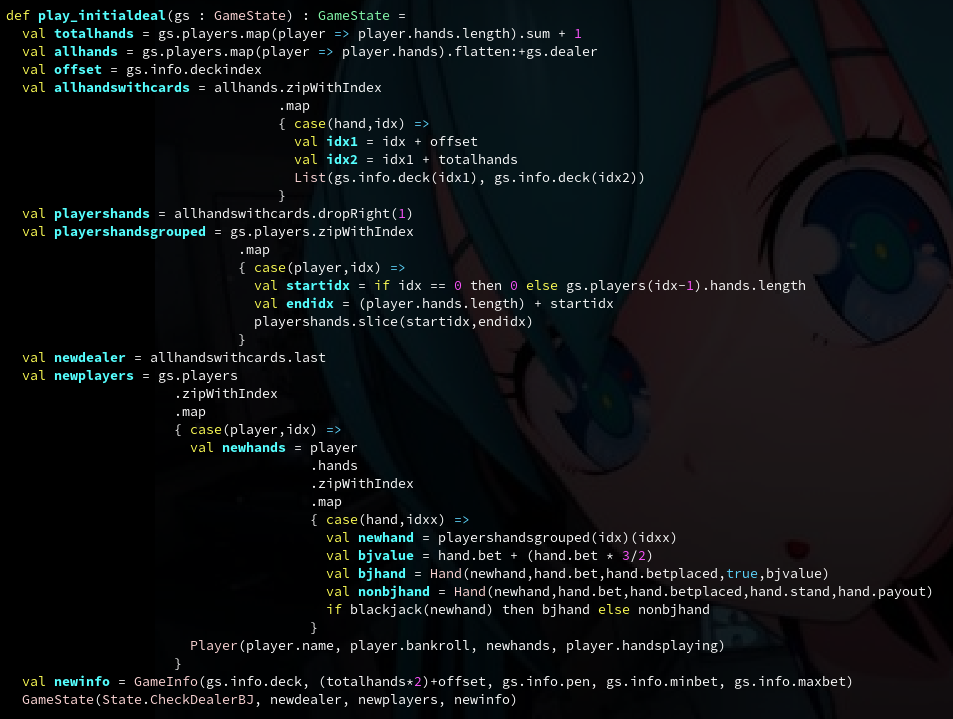 def play_initialdeal(gs : GameState) : GameState =
  val totalhands = gs.players.map(player => player.hands.length).sum + 1
  val allhands = gs.players.map(player => player.hands).flatten:+gs.dealer
  val offset = gs.info.deckindex
  val allhandswithcards = allhands.zipWithIndex
                                  .map
                                  { case(hand,idx) =>
                                    val idx1 = idx + offset
                                    val idx2 = idx1 + totalhands
                                    List(gs.info.deck(idx1), gs.info.deck(idx2))
                                  }
  val playershands = allhandswithcards.dropRight(1)
  val playershandsgrouped = gs.players.zipWithIndex
                             .map
                             { case(player,idx) =>
                               val startidx = if idx == 0 then 0 else gs.players(idx-1).hands.length
                               val endidx = (player.hands.length) + startidx
                               playershands.slice(startidx,endidx)
                             }
  val newdealer = allhandswithcards.last
  val newplayers = gs.players
                     .zipWithIndex
                     .map
                     { case(player,idx) =>
                       val newhands = player
                                      .hands
                                      .zipWithIndex
                                      .map
                                      { case(hand,idxx) =>
                                        val newhand = playershandsgrouped(idx)(idxx)
                                        val bjvalue = hand.bet + (hand.bet * 3/2)
                                        val bjhand = Hand(newhand,hand.bet,hand.betplaced,true,bjvalue)
                                        val nonbjhand = Hand(newhand,hand.bet,hand.betplaced,hand.stand,hand.payout)
                                        if blackjack(newhand) then bjhand else nonbjhand
                                      }
                       Player(player.name, player.bankroll, newhands, player.handsplaying)
                     }
  val newinfo = GameInfo(gs.info.deck, (totalhands*2)+offset, gs.info.pen, gs.info.minbet, gs.info.maxbet)
  GameState(State.CheckDealerBJ, newdealer, newplayers, newinfo)